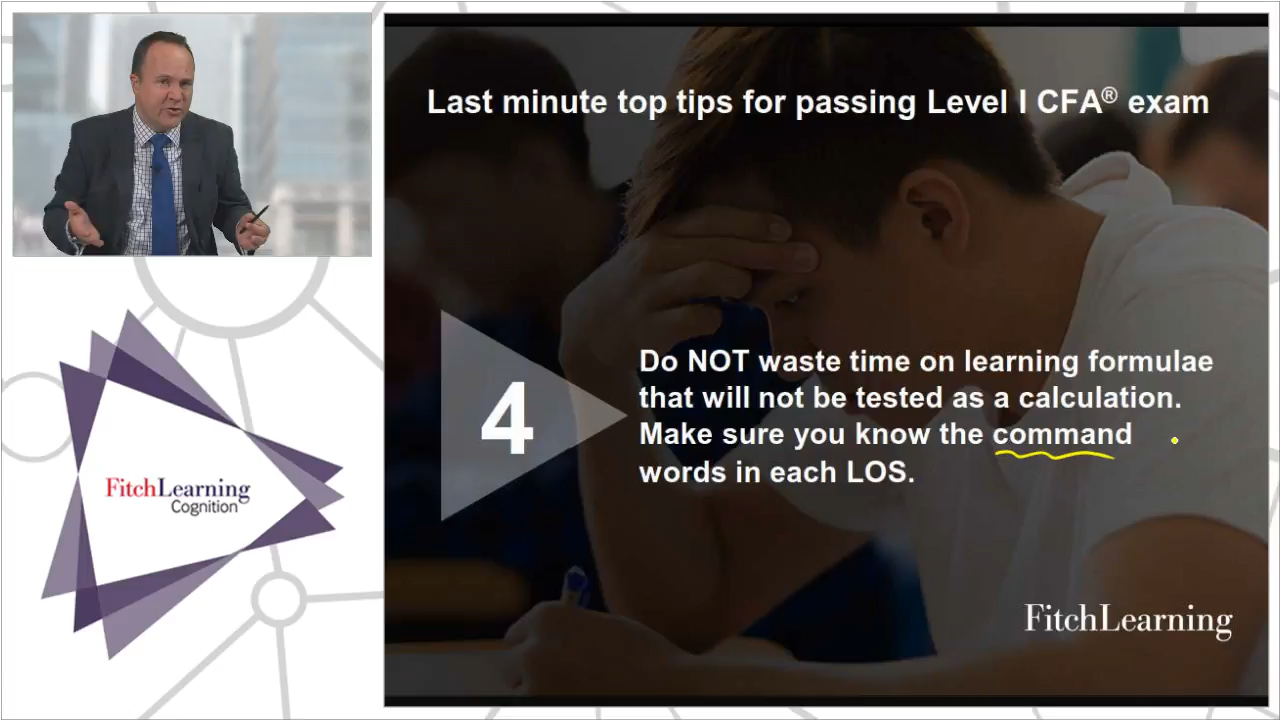 Last minute top tips for passing Level I CFA® exam
4
Do NOT waste time on learning formulae
that will not be tested as a calculation.
Make sure you know the command
words in each LOS.
FitchLearning
Cognition
FitchLearning